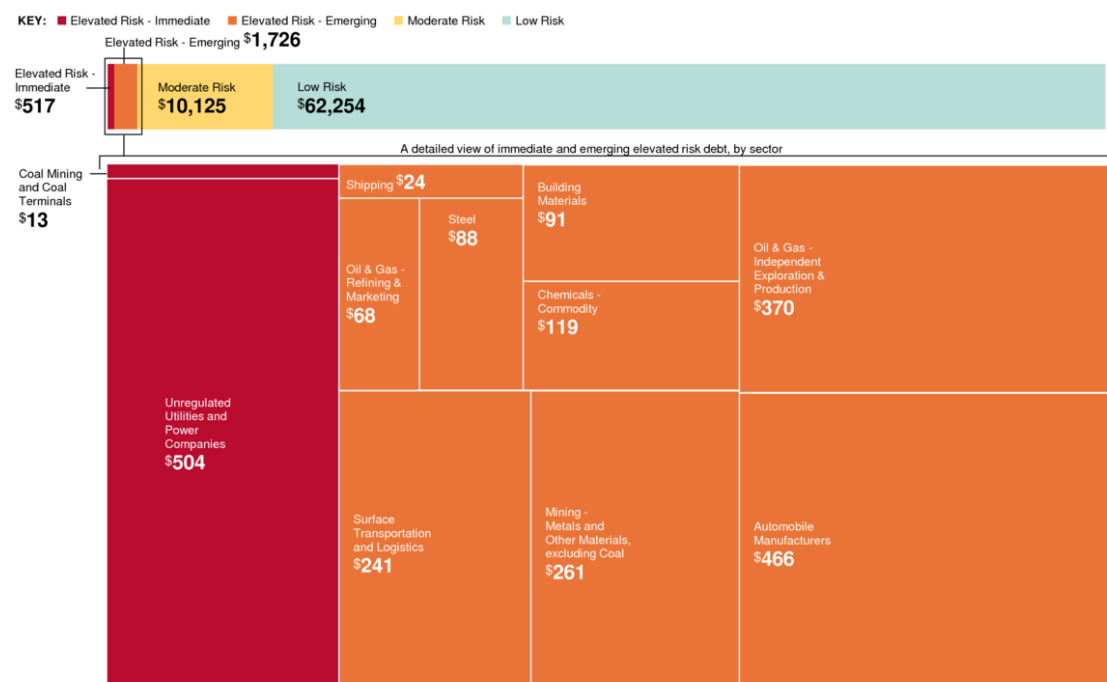 KEY: Elevated Risk - Immediate Elevated Risk - Emerging Moderate Risk Low Risk
Elevated Risk - Emerging $1,726
Elevated Risk -
Immediate
$517
Moderate Risk
$10,125
Low Risk
$62,254
A detailed view of immediate and emerging elevated risk debt, by sector
Coal Mining
and Coal
Terminals
$13
Unregulated
Utilities and
Power
Companies
$504
Shipping $24
Oil & Gas -
Refining &
Marketing
$68
Steel
$88
Building
Materials
$91
Chemicals -
Commodity
$119
Oil & Gas -
Independent
Exploration &
Production
$370
Surface
Transportation
and Logistics
$241
Mining -
Metals and
Other Materials,
excluding Coal
$261
Automobile
Manufacturers
$466